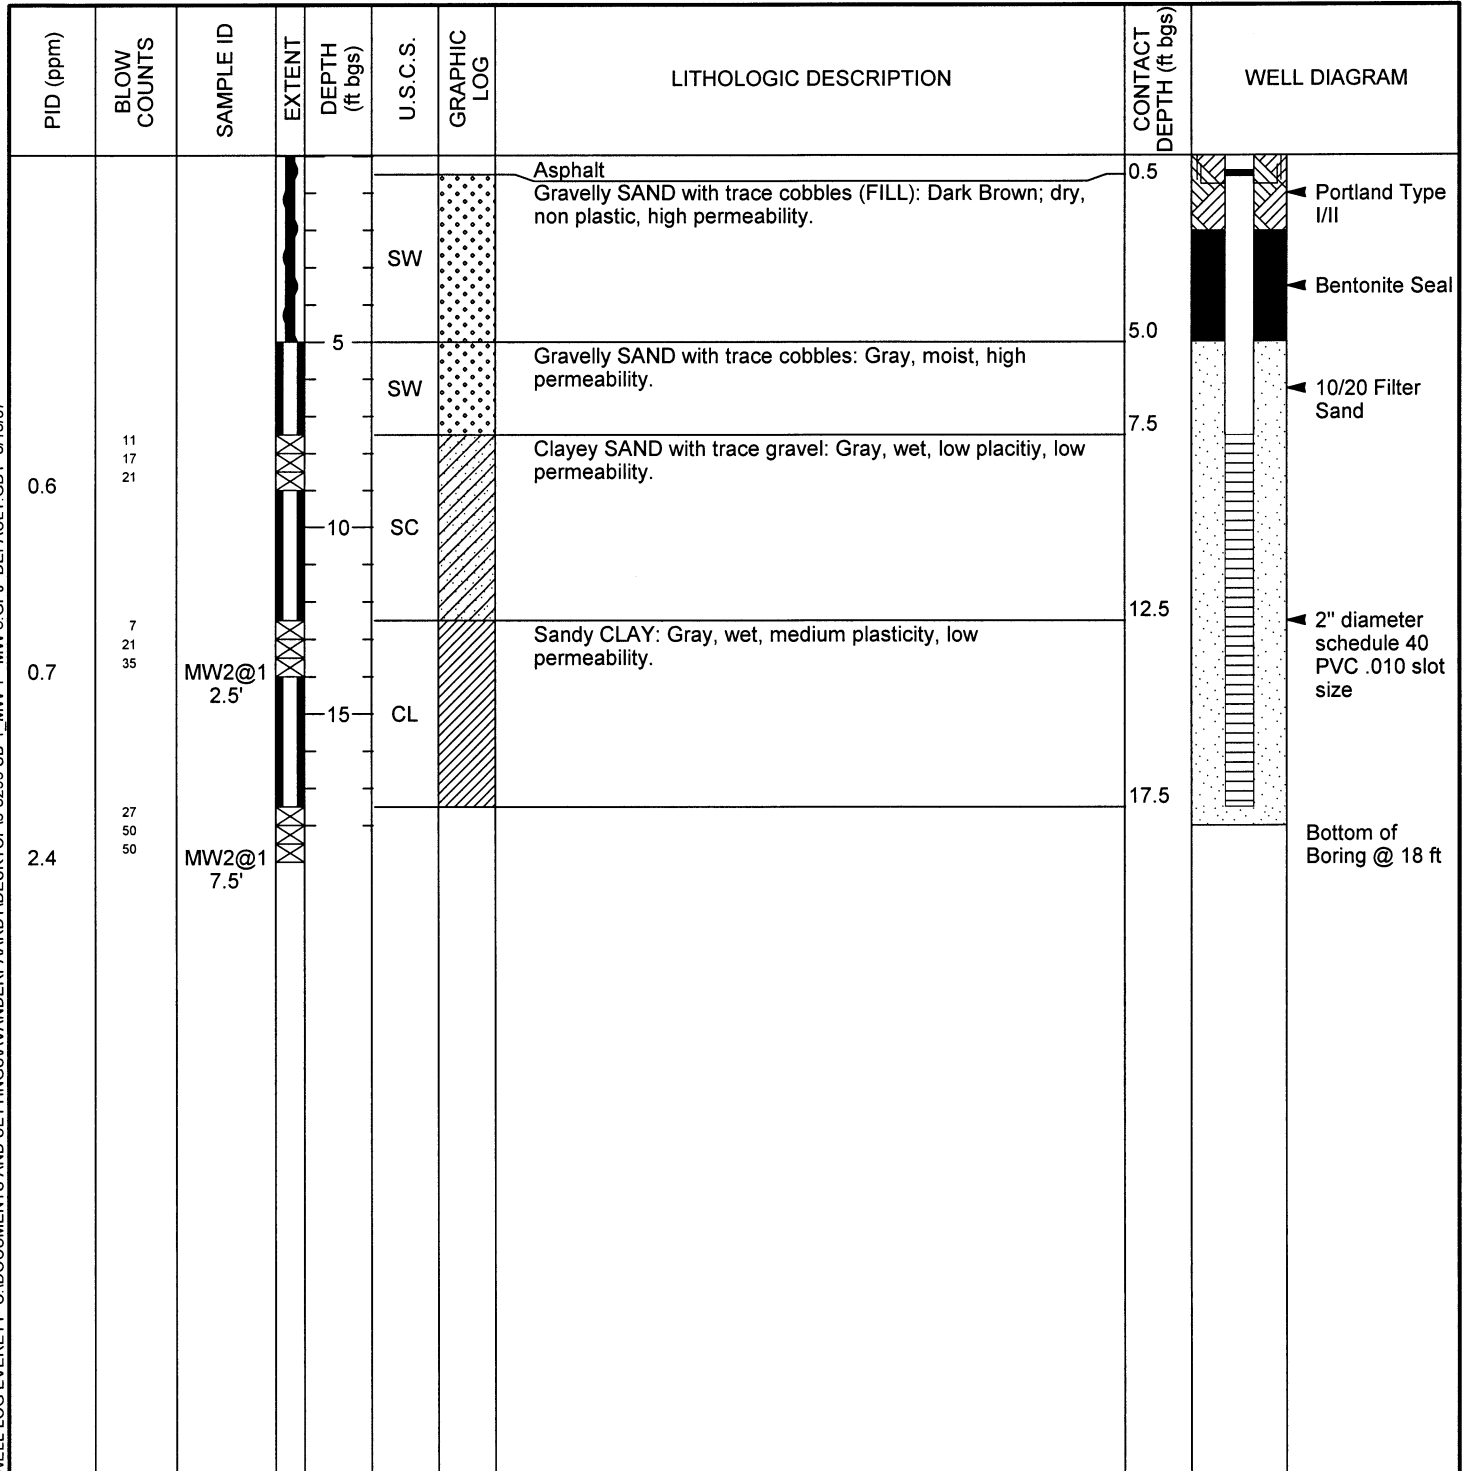 PID (ppm)
BLOW
COUNTS
SAMPLE ID
EXTENT
DEPTH
(ft bgs)
U.S.C.S.
GRAPHIC
LOG
LITHOLOGIC DESCRIPTION
CONTACT
DEPTH (ft bgs)
WELL DIAGRAM
Asphalt
0.5
Gravelly SAND with trace cobbles (FILL): Dark Brown; dry,
non plastic, high permeability.
Portland Type
I/II
SW
Bentonite Seal
5.0
5
Gravelly SAND with trace cobbles: Gray, moist, high
permeability.
SW
10/20 Filter
Sand
7.5
11
17
21
0.6
Clayey SAND with trace gravel: Gray, wet, low placitiy, low
permeability.
10
SC
12.5
7
21
35
0.7
MW2@1
2.5'
Sandy CLAY: Gray, wet, medium plasticity, low
permeability.
2" diameter
schedule 40
PVC .010 slot
size
15
CL
17.5
27
50
50
2.4
MW2@1
7.5'
Bottom of
Boring @ 18 ft